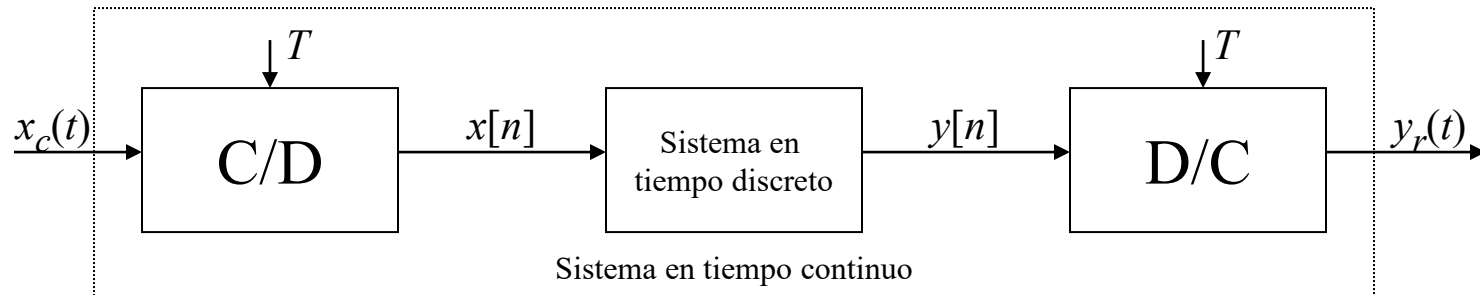 T
T
x_c(t)
C/D
x[n]
Sistema en
tiempo discreto
y[n]
D/C
y_r(t)
Sistema en tiempo continuo